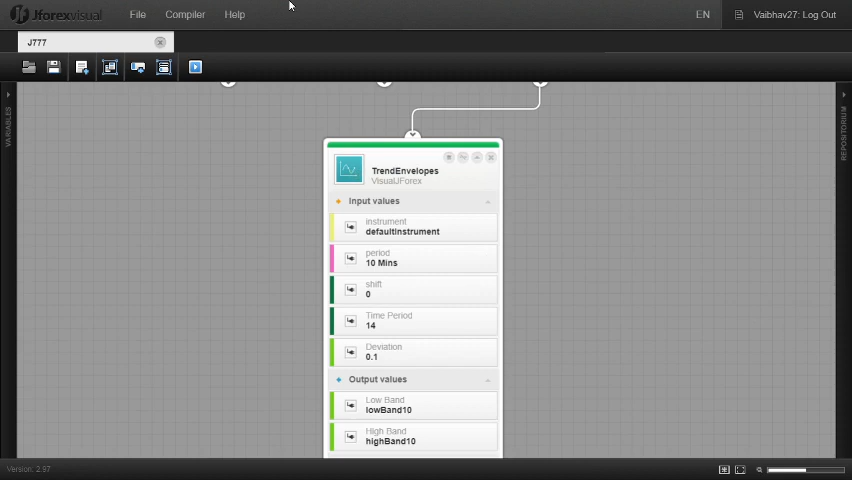 Jforexvisual File Compiler Help EN Vaibhav27: Log Out
J777
VARIABLES
REPOSITORIUM
TrendEnvelopes
VisualJForex
Input values
instrument
defaultInstrument
period
10 Mins
shift
0
Time Period
14
Deviation
0.1
Output values
Low Band
lowBand10
High Band
highBand10
Version: 2.97